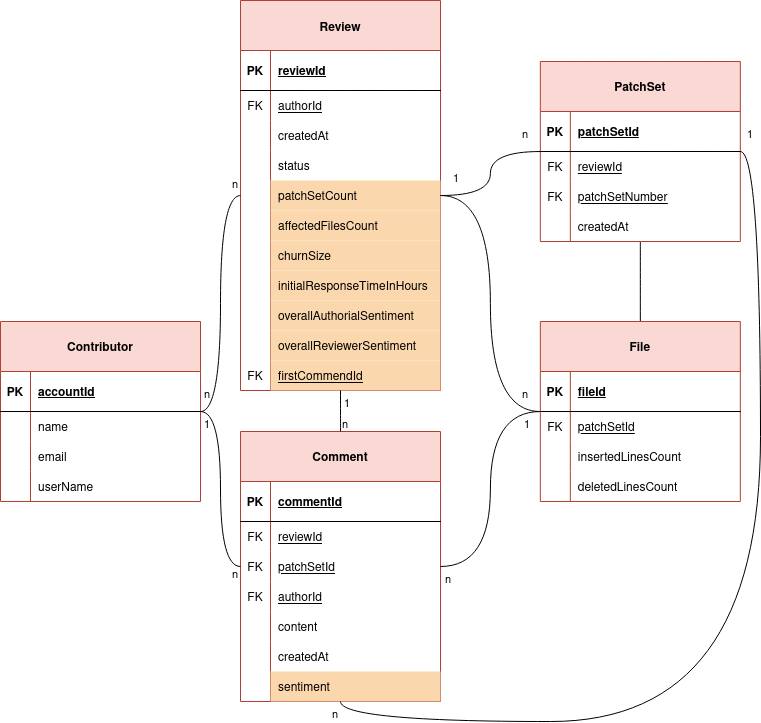 Review
PK reviewId
FK authorId
createdAt
status
patchSetCount
affectedFilesCount
churnSize
initialResponseTimeInHours
overallAuthorialSentiment
overallReviewerSentiment
FK firstCommendId
PatchSet
PK patchSetId
FK reviewId
FK patchSetNumber
createdAt
n
1
1
n
Contributor
PK accountId
name
email
userName
n
1
File
PK fileId
FK patchSetId
insertedLinesCount
deletedLinesCount
n
1
1
n
Comment
PK commentId
FK reviewId
FK patchSetId
FK authorId
content
createdAt
sentiment
n
n
n